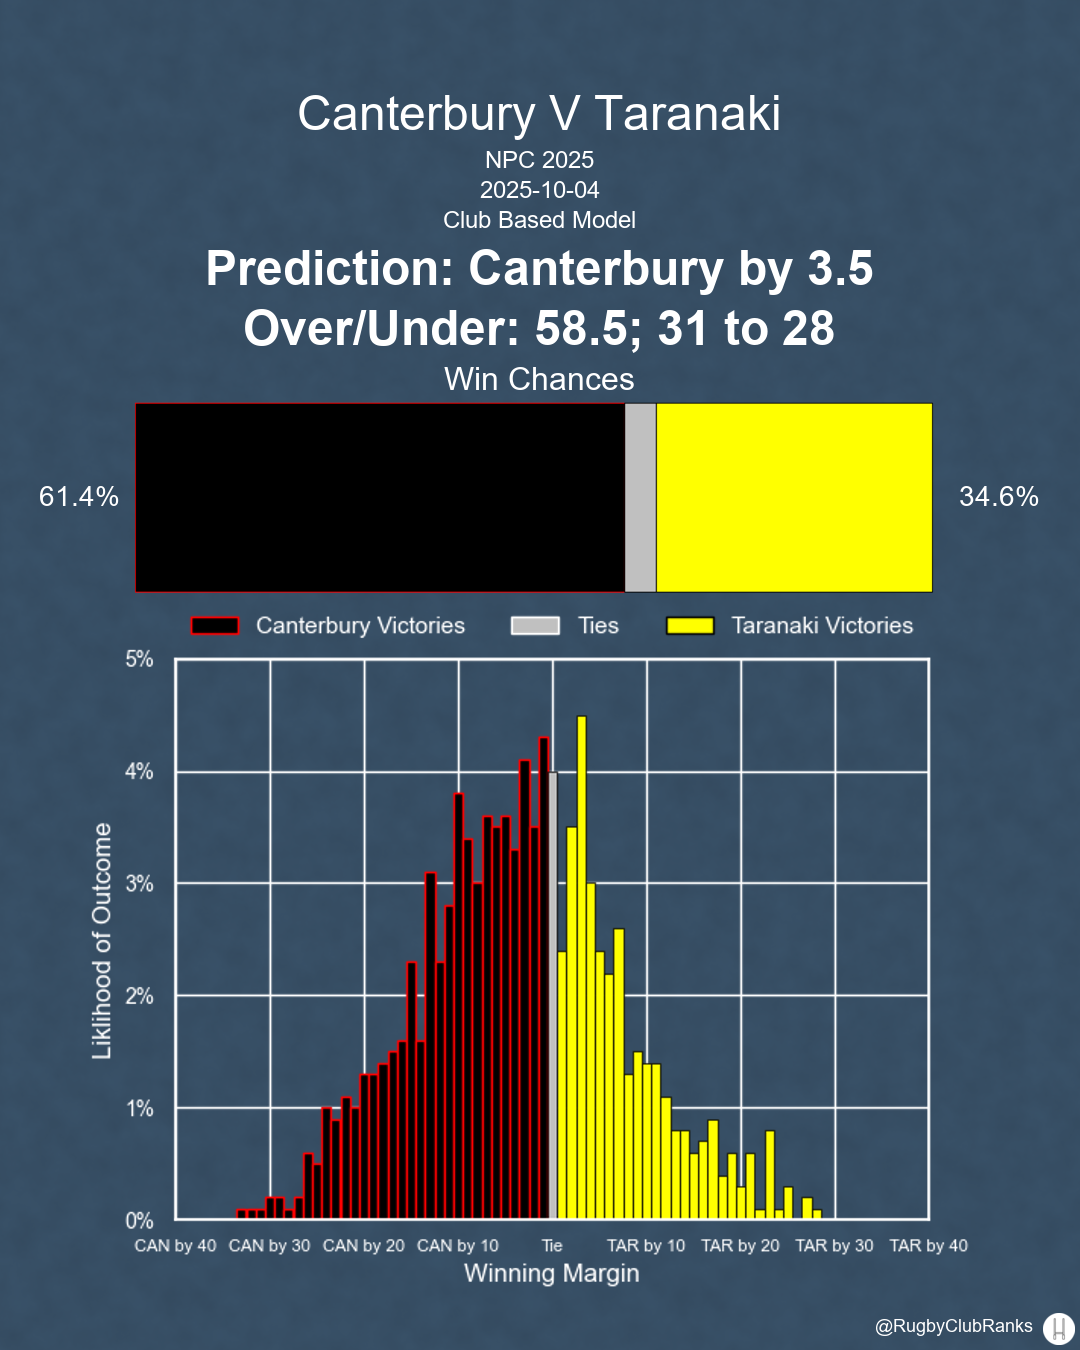 Canterbury V Taranaki
NPC 2025
2025-10-04
Club Based Model
Prediction: Canterbury by 3.5
Over/Under: 58.5; 31 to 28
Win Chances
61.4%
34.6%
Canterbury Victories
Ties
Taranaki Victories
5%
4%
3%
2%
1%
0%
Liklihood of Outcome
CAN by 40
CAN by 30
CAN by 20
CAN by 10
Tie
TAR by 10
TAR by 20
TAR by 30
TAR by 40
Winning Margin
@RugbyClubRanks